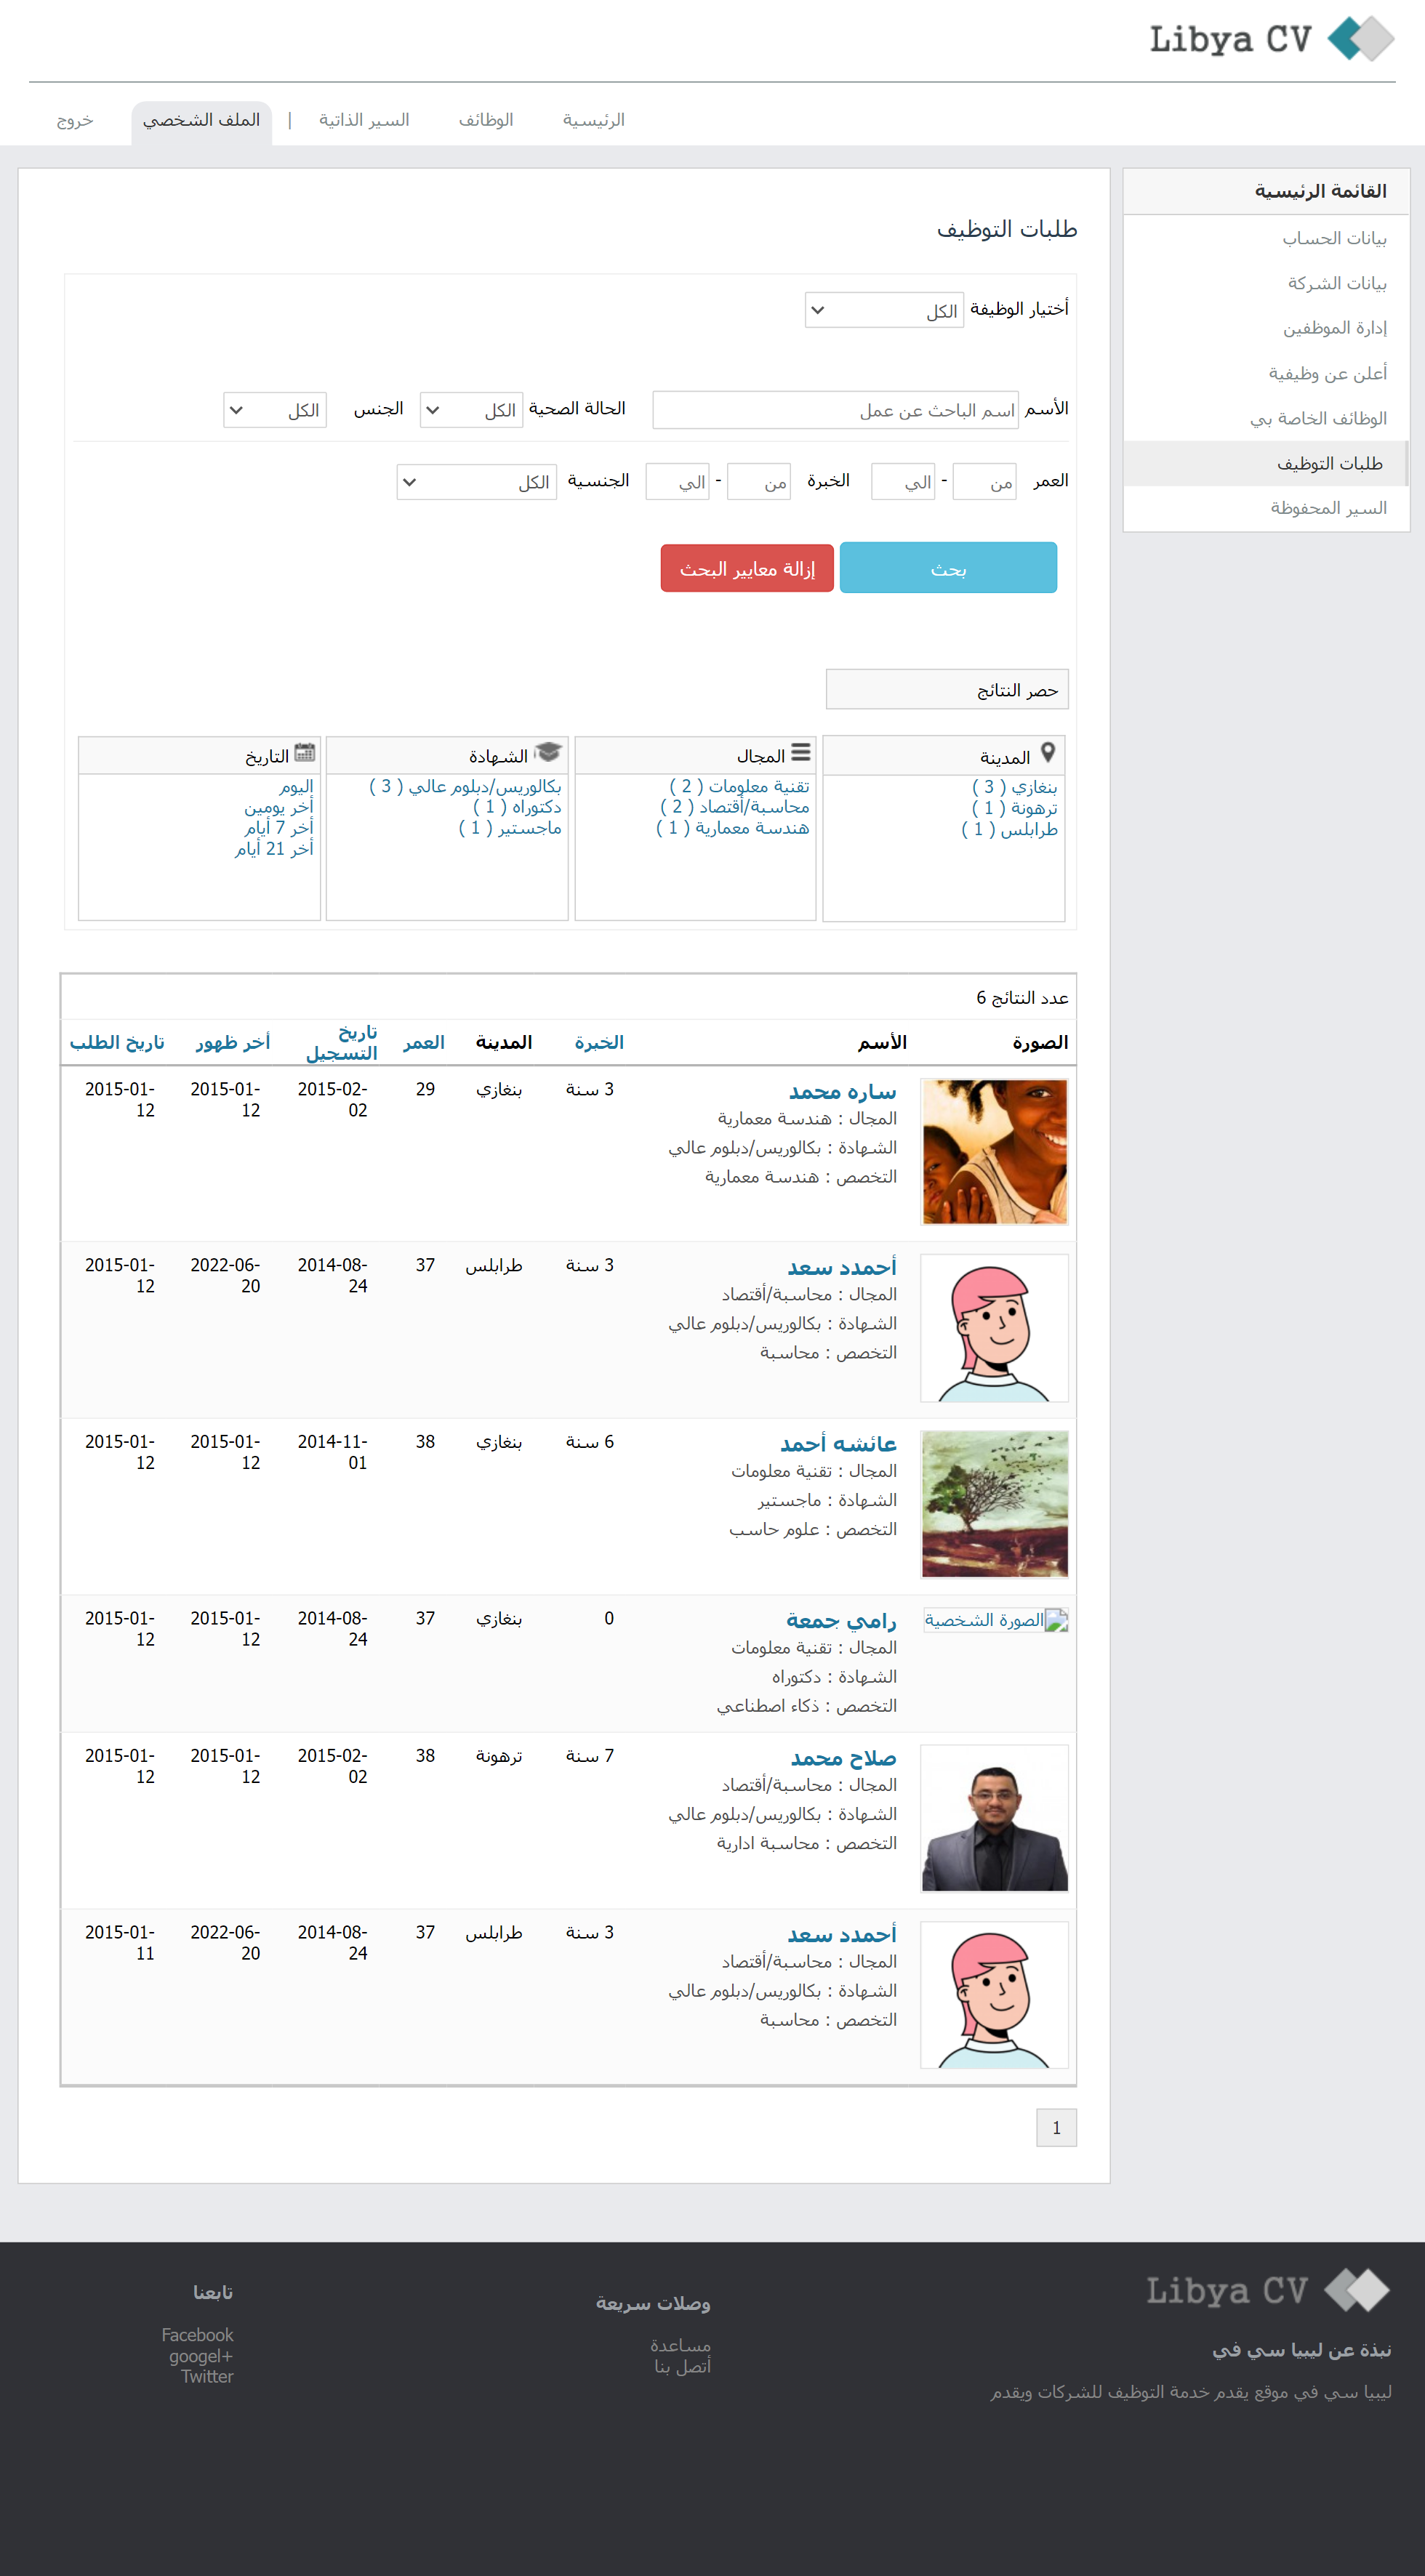 Libya CV
الرئيسية الوظائف السير الذاتية | الملف الشخصي خروج
القائمة الرئيسية
بيانات الحساب
بيانات الشركة
إدارة الموظفين
أعلن عن وظيفية
الوظائف الخاصة بي
طلبات التوظيف
السير المحفوظة
طلبات التوظيف
أختيار الوظيفة الكل
الأسم اسم الباحث عن عمل الحالة الصحية الكل الجنس الكل
العمر من - الي الخبرة من - الي الجنسية الكل
بحث إزالة معايير البحث
حصر النتائج
المدينة
بنغازي ( 3 )
ترهونة ( 1 )
طرابلس ( 1 )
المجال
تقنية معلومات ( 2 )
محاسبة/أقتصاد ( 2 )
هندسة معمارية ( 1 )
الشهادة
بكالوريس/دبلوم عالي ( 3 )
دكتوراه ( 1 )
ماجستير ( 1 )
التاريخ
اليوم
أخر يومين
أخر 7 أيام
أخر 21 أيام
عدد النتائج 6
الصورة الأسم الخبرة المدينة العمر تاريخ التسجيل أخر ظهور تاريخ الطلب
ساره محمد 3 سنة بنغازي 29 2015-02-02 2015-01-12 2015-01-12
المجال : هندسة معمارية
الشهادة : بكالوريس/دبلوم عالي
التخصص : هندسة معمارية
أحمدد سعد 3 سنة طرابلس 37 2014-08-24 2022-06-20 2015-01-12
المجال : محاسبة/أقتصاد
الشهادة : بكالوريس/دبلوم عالي
التخصص : محاسبة
عائشه أحمد 6 سنة بنغازي 38 2014-11-01 2015-01-12 2015-01-12
المجال : تقنية معلومات
الشهادة : ماجستير
التخصص : علوم حاسب
الصورة الشخصية رامي جمعة 0 بنغازي 37 2014-08-24 2015-01-12 2015-01-12
المجال : تقنية معلومات
الشهادة : دكتوراه
التخصص : ذكاء اصطناعي
صلاح محمد 7 سنة ترهونة 38 2015-02-02 2015-01-12 2015-01-12
المجال : محاسبة/أقتصاد
الشهادة : بكالوريس/دبلوم عالي
التخصص : محاسبة ادارية
أحمدد سعد 3 سنة طرابلس 37 2014-08-24 2022-06-20 2015-01-11
المجال : محاسبة/أقتصاد
الشهادة : بكالوريس/دبلوم عالي
التخصص : محاسبة
1
Libya CV
نبذة عن ليبيا سي في
ليبيا سي في موقع يقدم خدمة التوظيف للشركات ويقدم
وصلات سريعة
مساعدة
أتصل بنا
تابعنا
Facebook
googel+
Twitter